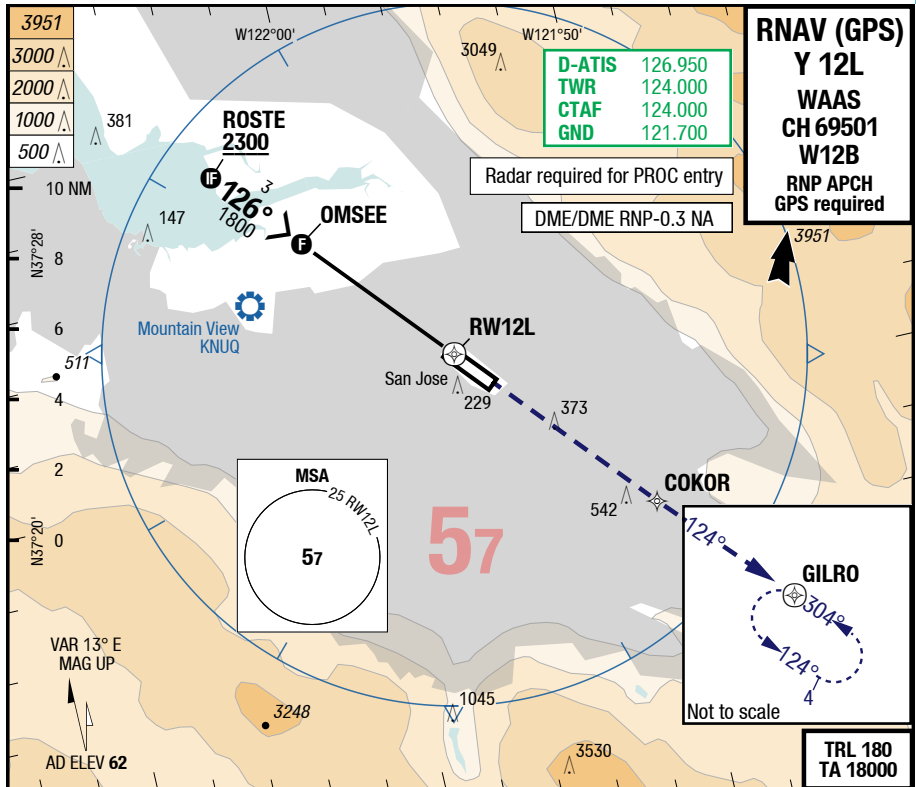 3951
3000
2000
1000
500
W122°00'
W121°50'
3049
D-ATIS 126.950
TWR 124.000
CTAF 124.000
GND 121.700
RNAV (GPS)
Y 12L
WAAS
CH 69501
W12B
RNP APCH
GPS required
Radar required for PROC entry
DME/DME RNP-0.3 NA
381
ROSTE
2300
IF
3
126°
1800
OMSEE
F
147
3951
10 NM
N37°28'
8
6
4
2
0
N37°20'
Mountain View
KNUQ
511
RW12L
San Jose
229
373
COKOR
542
MSA
25 RW12L
57
57
124°
GILRO
304°
124°
4
Not to scale
VAR 13° E
MAG UP
AD ELEV 62
3248
1045
3530
TRL 180
TA 18000